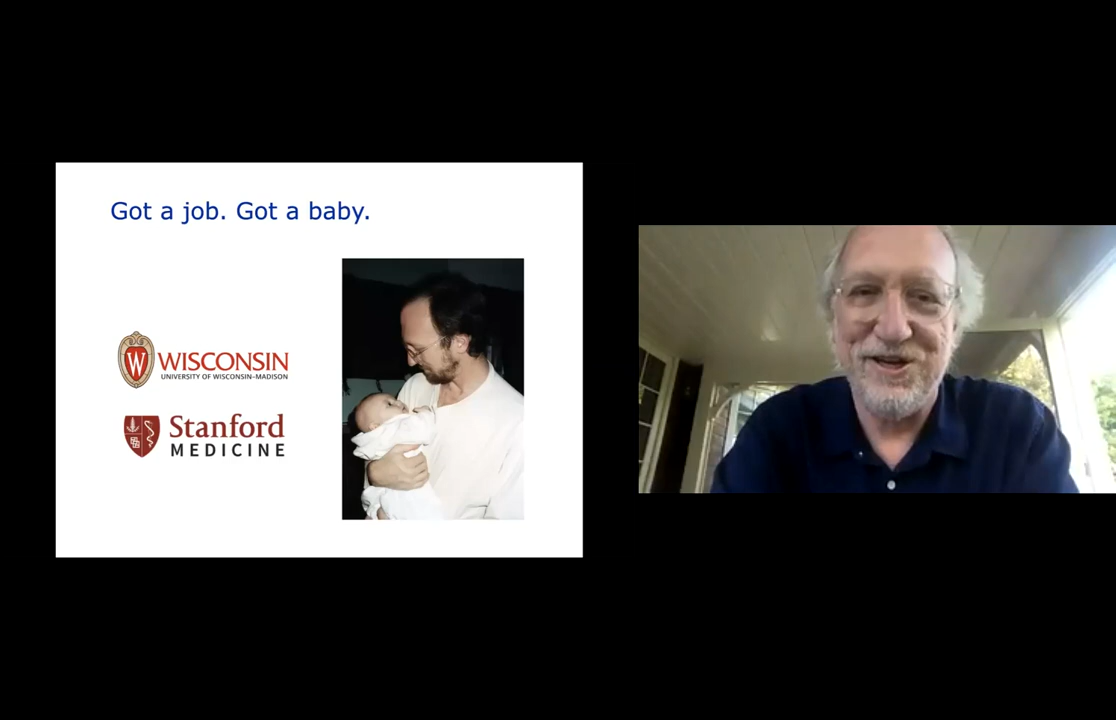 Got a job. Got a baby.
W
WISCONSIN
UNIVERSITY OF WISCONSIN–MADISON
Stanford
MEDICINE